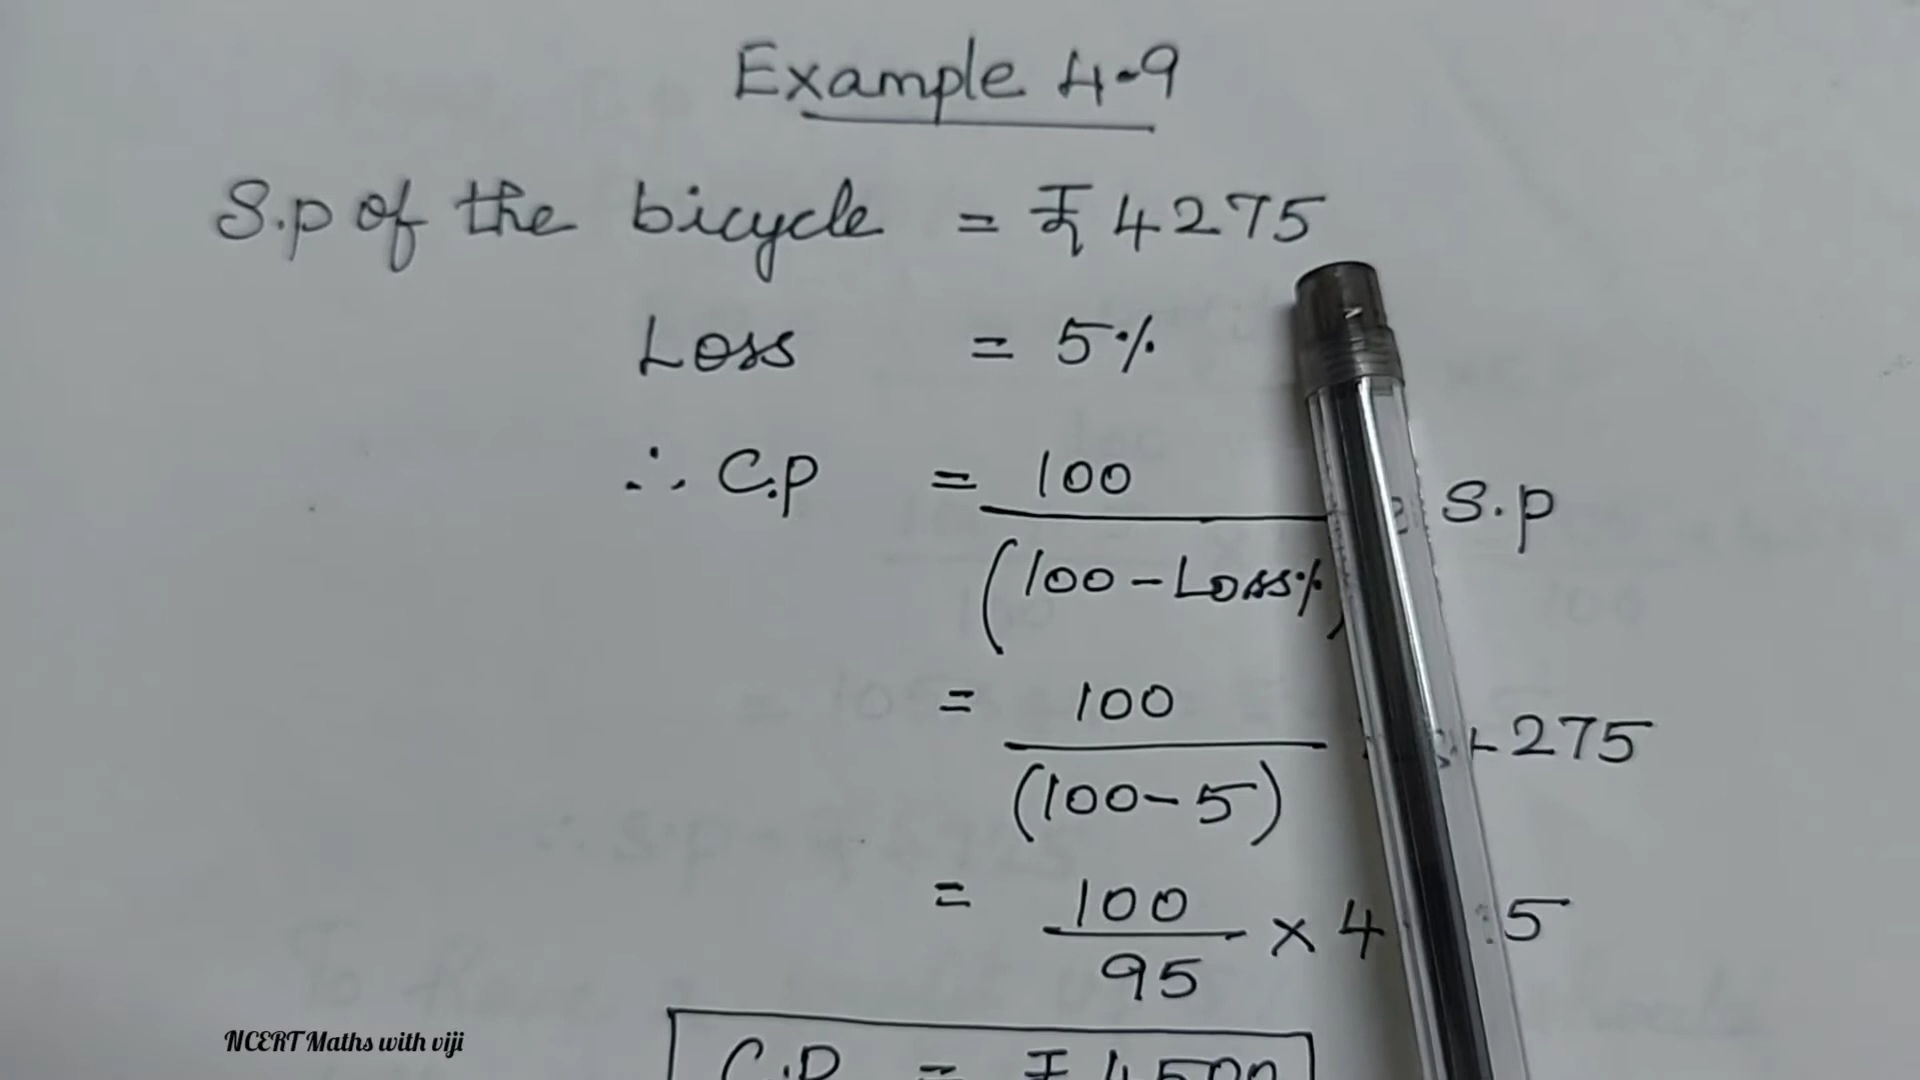 Example 4.9
S.p of the bicycle = ₹ 4275
Loss = 5%
∴ C.P = 100 S.p
(100 - Loss%)
= 100 275
(100 - 5)
= 100 × 4 5
95
C.P = ₹ 4500
NCERT Maths with viji